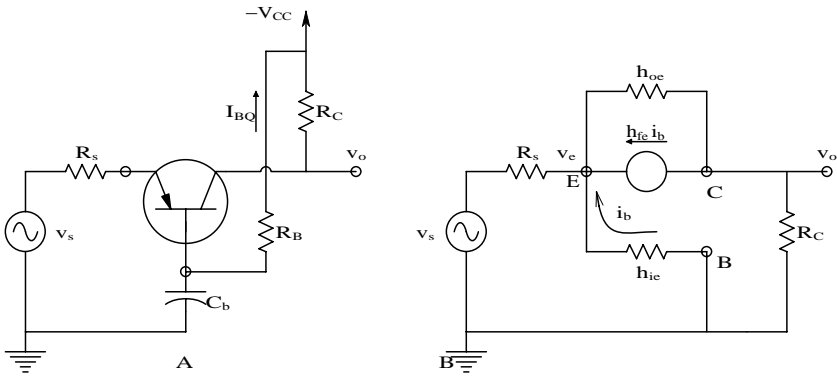 −V_CC
I_BQ
R_C
R_s
v_o
v_s
R_B
C_b
A
h_oe
h_fe i_b
v_e
R_s
v_o
E
C
i_b
v_s
R_C
B
h_ie
B